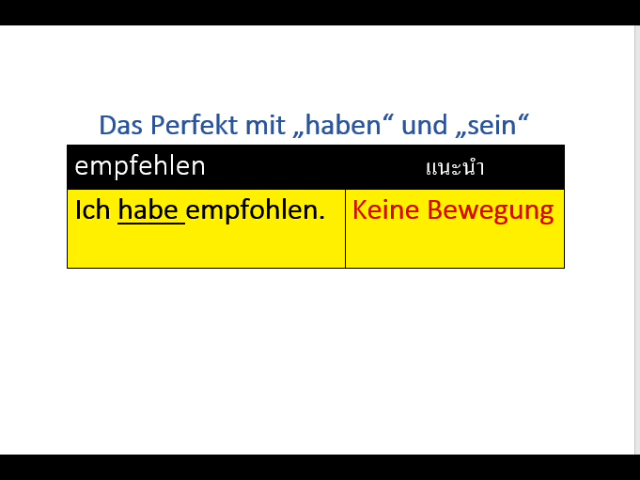 Das Perfekt mit „haben“ und „sein“
empfehlen แนะนำ
Ich habe empfohlen. Keine Bewegung